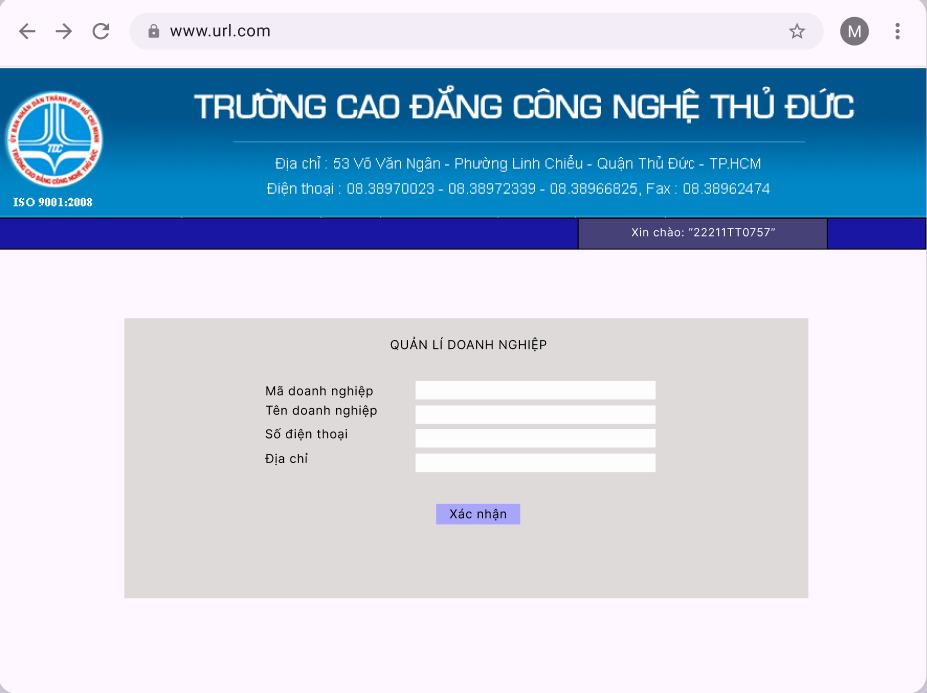 www.url.com
M
TRƯỜNG CAO ĐẲNG CÔNG NGHỆ THỦ ĐỨC
Địa chỉ : 53 Võ Văn Ngân - Phường Linh Chiểu - Quận Thủ Đức - TP.HCM
Điện thoại : 08.38970023 - 08.38972339 - 08.38966825, Fax : 08.38962474
ỦY BAN NHÂN DÂN THÀNH PHỐ HỒ CHÍ MINH
TRƯỜNG CAO ĐẲNG CÔNG NGHỆ THỦ ĐỨC
TDC
ISO 9001:2008
Xin chào: “22211TT0757”
QUẢN LÍ DOANH NGHIỆP
Mã doanh nghiệp
Tên doanh nghiệp
Số điện thoại
Địa chỉ
Xác nhận